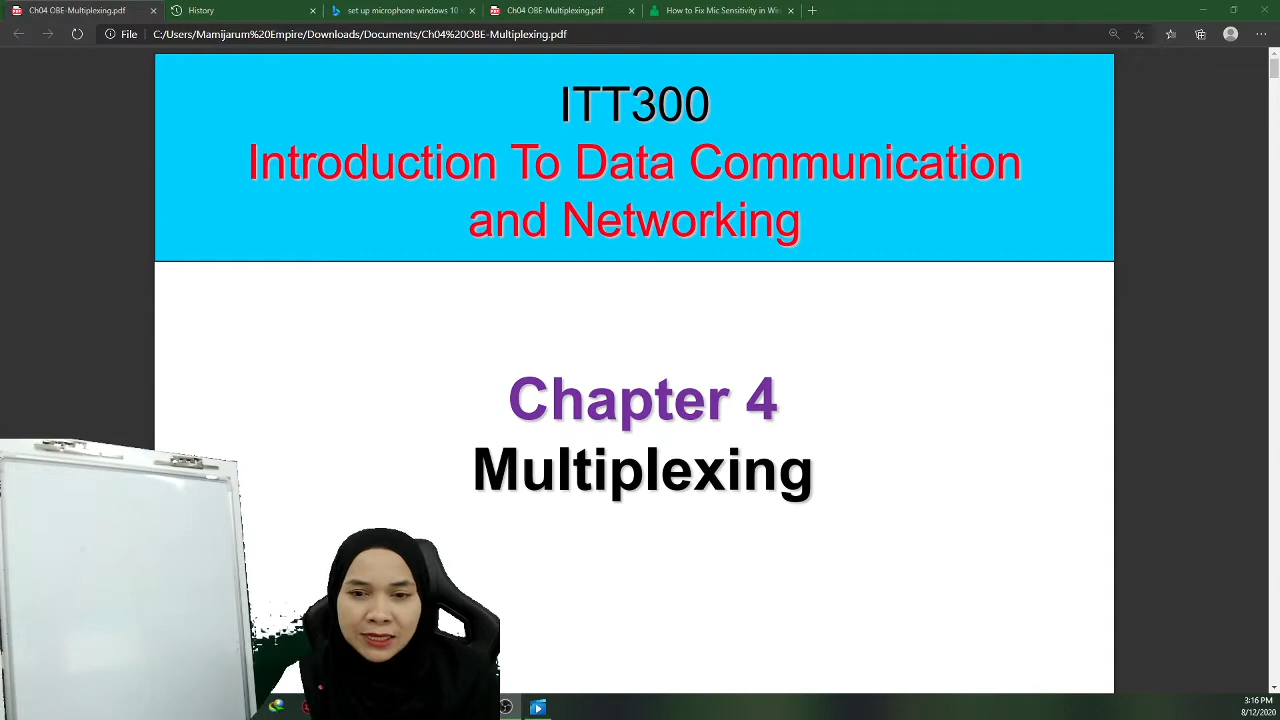 Ch04 OBE-Multiplexing.pdf
History
set up microphone windows 10
Ch04 OBE-Multiplexing.pdf
How to Fix Mic Sensitivity in Win
File
C:/Users/Mamijarum%20Empire/Downloads/Documents/Ch04%20OBE-Multiplexing.pdf
ITT300
Introduction To Data Communication
and Networking
Chapter 4
Multiplexing
3:16 PM
8/12/2020